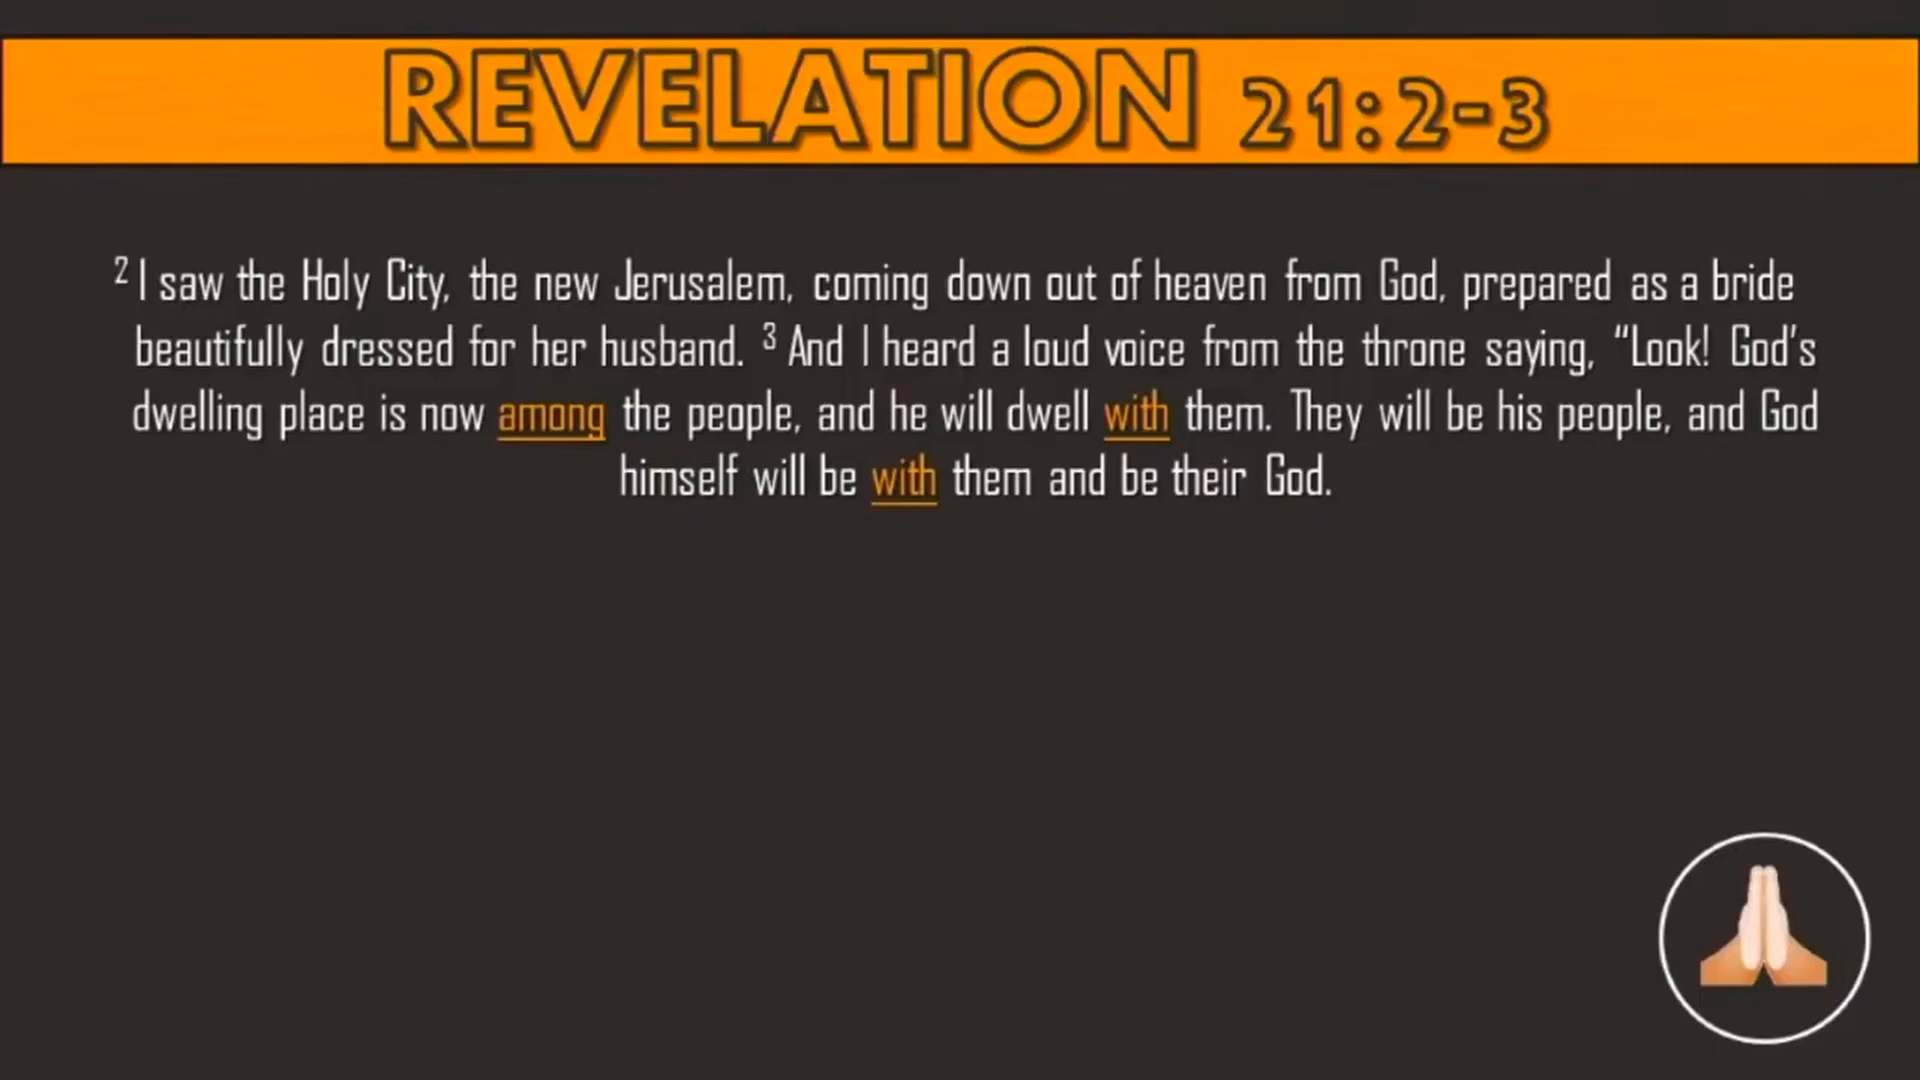 REVELATION 21:2-3
2 I saw the Holy City, the new Jerusalem, coming down out of heaven from God, prepared as a bride
beautifully dressed for her husband. 3 And I heard a loud voice from the throne saying, “Look! God’s
dwelling place is now among the people, and he will dwell with them. They will be his people, and God
himself will be with them and be their God.